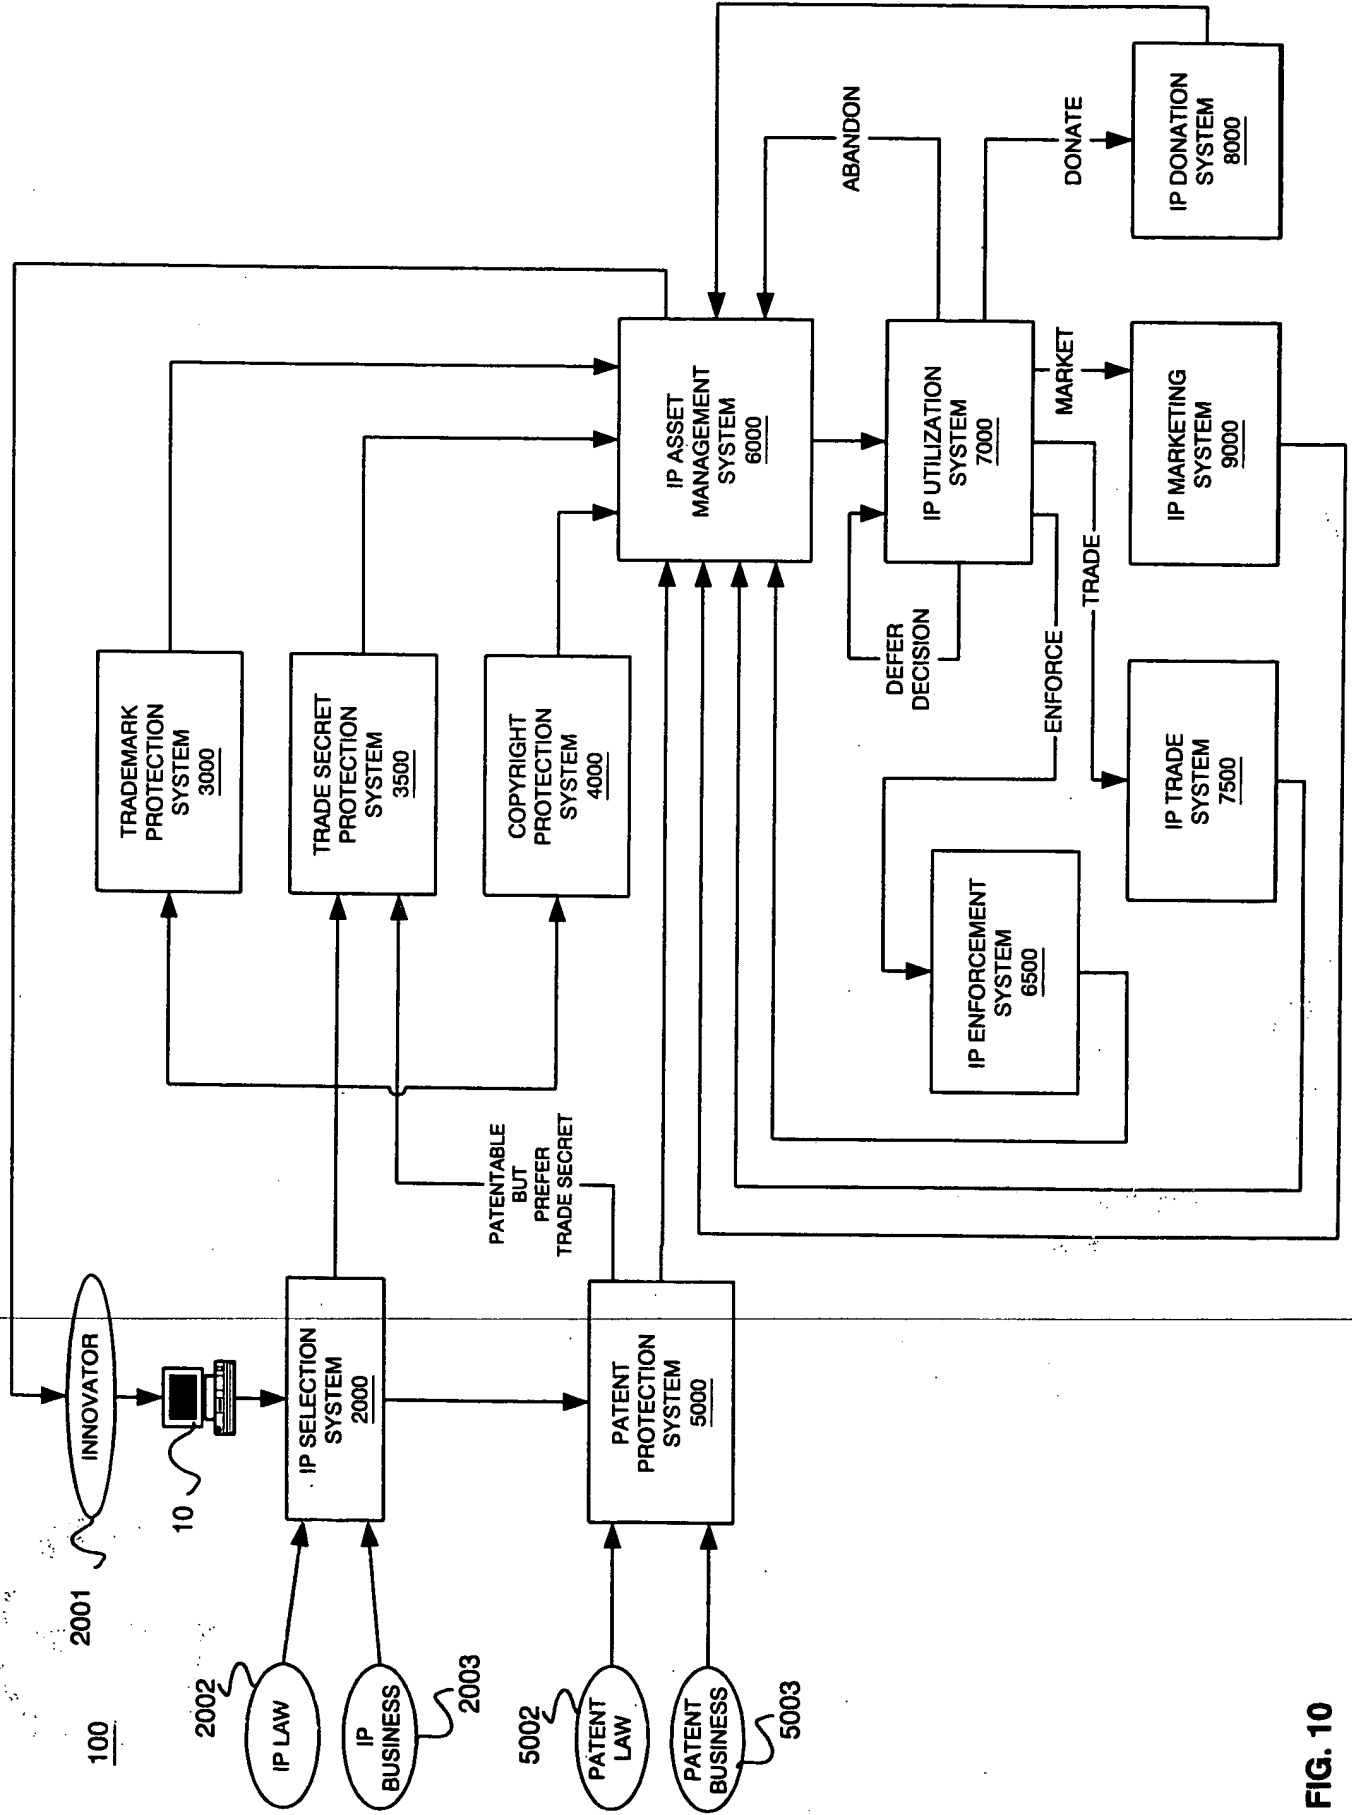 100
2001
INNOVATOR
10
2002
IP LAW
IP
BUSINESS
2003
IP SELECTION
SYSTEM
2000
5002
PATENT
LAW
PATENT
BUSINESS
5003
PATENT
PROTECTION
SYSTEM
5000
PATENTABLE
BUT
PREFER
TRADE SECRET
TRADEMARK
PROTECTION
SYSTEM
3000
TRADE SECRET
PROTECTION
SYSTEM
3500
COPYRIGHT
PROTECTION
SYSTEM
4000
IP ASSET
MANAGEMENT
SYSTEM
6000
IP UTILIZATION
SYSTEM
7000
DEFER
DECISION
ENFORCE
TRADE
MARKET
ABANDON
DONATE
IP ENFORCEMENT
SYSTEM
6500
IP TRADE
SYSTEM
7500
IP MARKETING
SYSTEM
9000
IP DONATION
SYSTEM
8000
FIG. 10